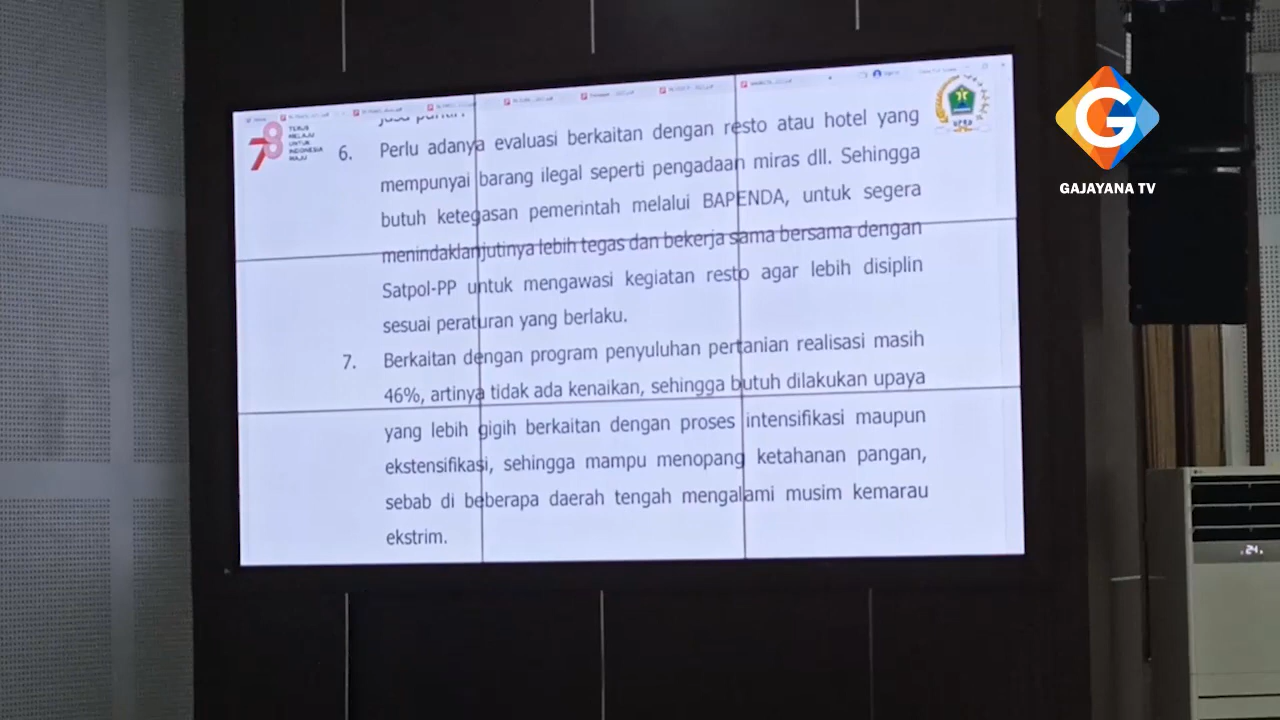 78
TERUS
MELAJU
UNTUK
INDONESIA
MAJU
6. Perlu adanya evaluasi berkaitan dengan resto atau hotel yang
mempunyai barang ilegal seperti pengadaan miras dll. Sehingga
butuh ketegasan pemerintah melalui BAPENDA, untuk segera
menindaklanjutinya lebih tegas dan bekerja sama bersama dengan
Satpol-PP untuk mengawasi kegiatan resto agar lebih disiplin
sesuai peraturan yang berlaku.
7. Berkaitan dengan program penyuluhan pertanian realisasi masih
46%, artinya tidak ada kenaikan, sehingga butuh dilakukan upaya
yang lebih gigih berkaitan dengan proses intensifikasi maupun
ekstensifikasi, sehingga mampu menopang ketahanan pangan,
sebab di beberapa daerah tengah mengalami musim kemarau
ekstrim.
G
GAJAYANA TV
24